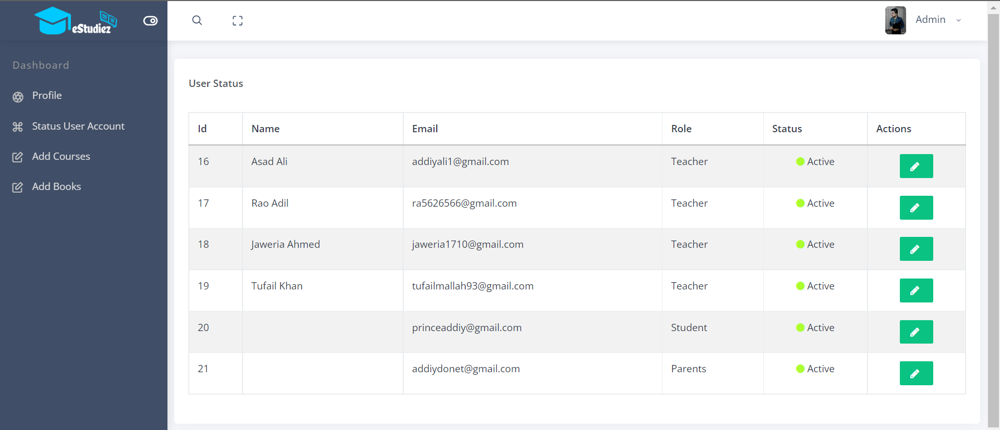 eStudiez
Admin
Dashboard
Profile
Status User Account
Add Courses
Add Books
User Status
Id Name Email Role Status Actions
16 Asad Ali addiyali1@gmail.com Teacher Active
17 Rao Adil ra5626566@gmail.com Teacher Active
18 Jaweria Ahmed jaweria1710@gmail.com Teacher Active
19 Tufail Khan tufailmallah93@gmail.com Teacher Active
20 princeaddiy@gmail.com Student Active
21 addiydonet@gmail.com Parents Active